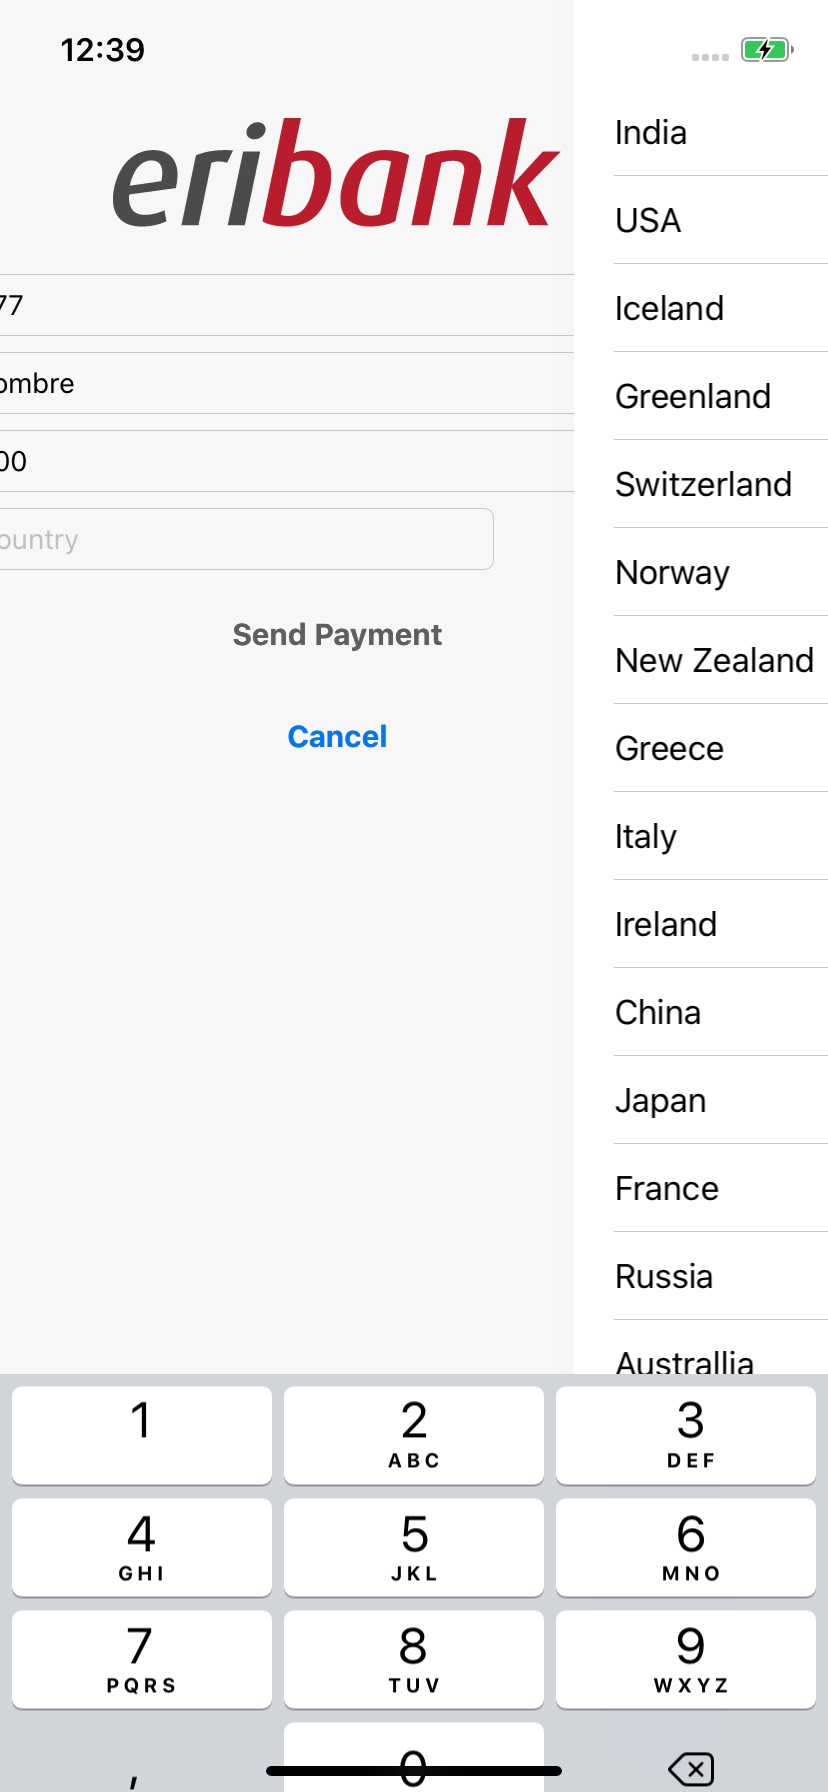 12:39
eribank
77
ombre
00
ountry
Send Payment
Cancel
India
USA
Iceland
Greenland
Switzerland
Norway
New Zealand
Greece
Italy
Ireland
China
Japan
France
Russia
Australlia
1
2
ABC
3
DEF
4
GHI
5
JKL
6
MNO
7
PQRS
8
TUV
9
WXYZ
,
0